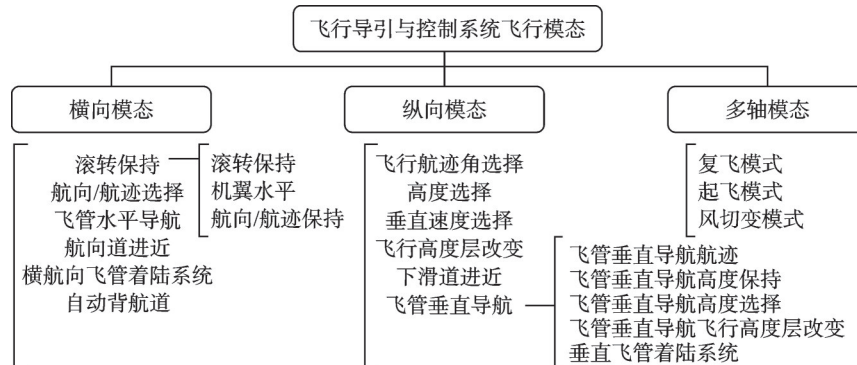 飞行导引与控制系统飞行模态
横向模态
纵向模态
多轴模态
滚转保持
航向/航迹选择
飞管水平导航
航向道进近
横航向飞管着陆系统
自动背航道
滚转保持
机翼水平
航向/航迹保持
飞行航迹角选择
高度选择
垂直速度选择
飞行高度层改变
下滑道进近
飞管垂直导航
飞管垂直导航航迹
飞管垂直导航高度保持
飞管垂直导航高度选择
飞管垂直导航飞行高度层改变
垂直飞管着陆系统
复飞模式
起飞模式
风切变模式